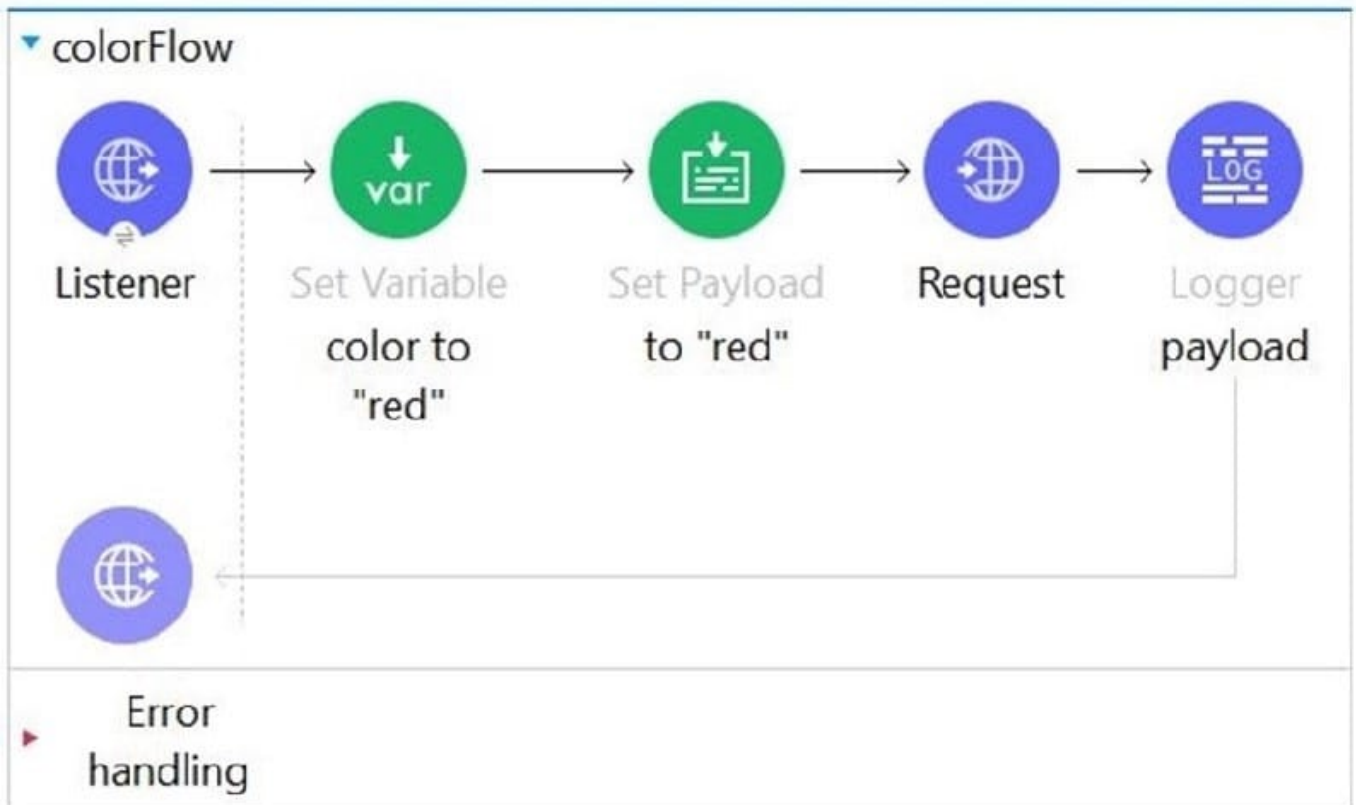 colorFlow
var
LOG
Listener
Set Variable
Set Payload
Request
Logger
color to
"red"
to "red"
payload
Error
handling